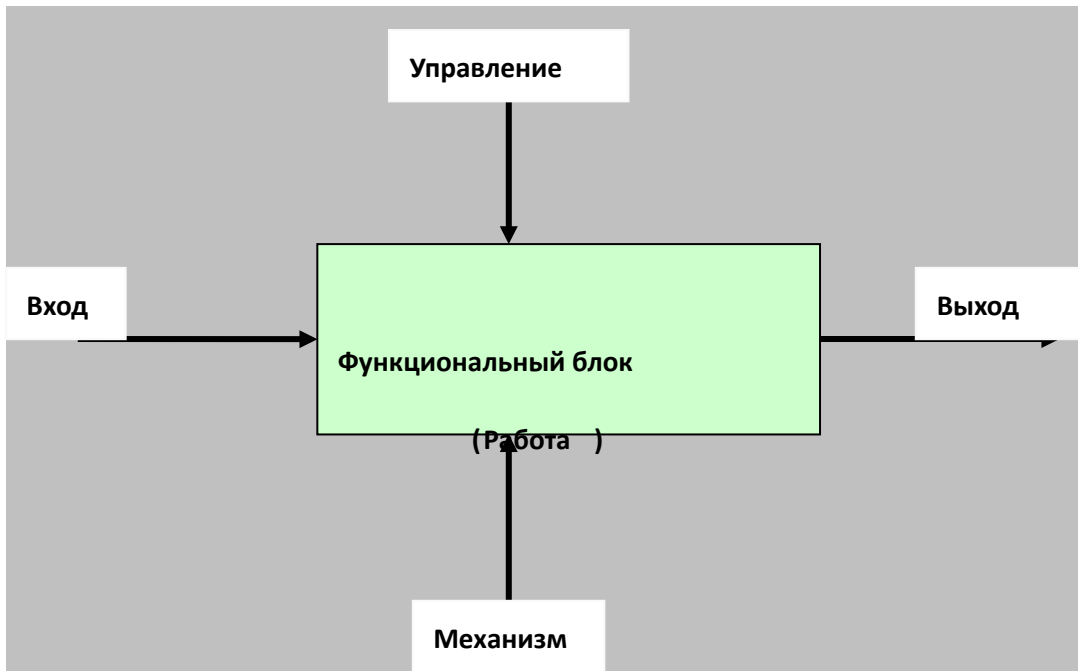 Управление
Вход
Выход
Функциональный блок
(Работа )
Механизм